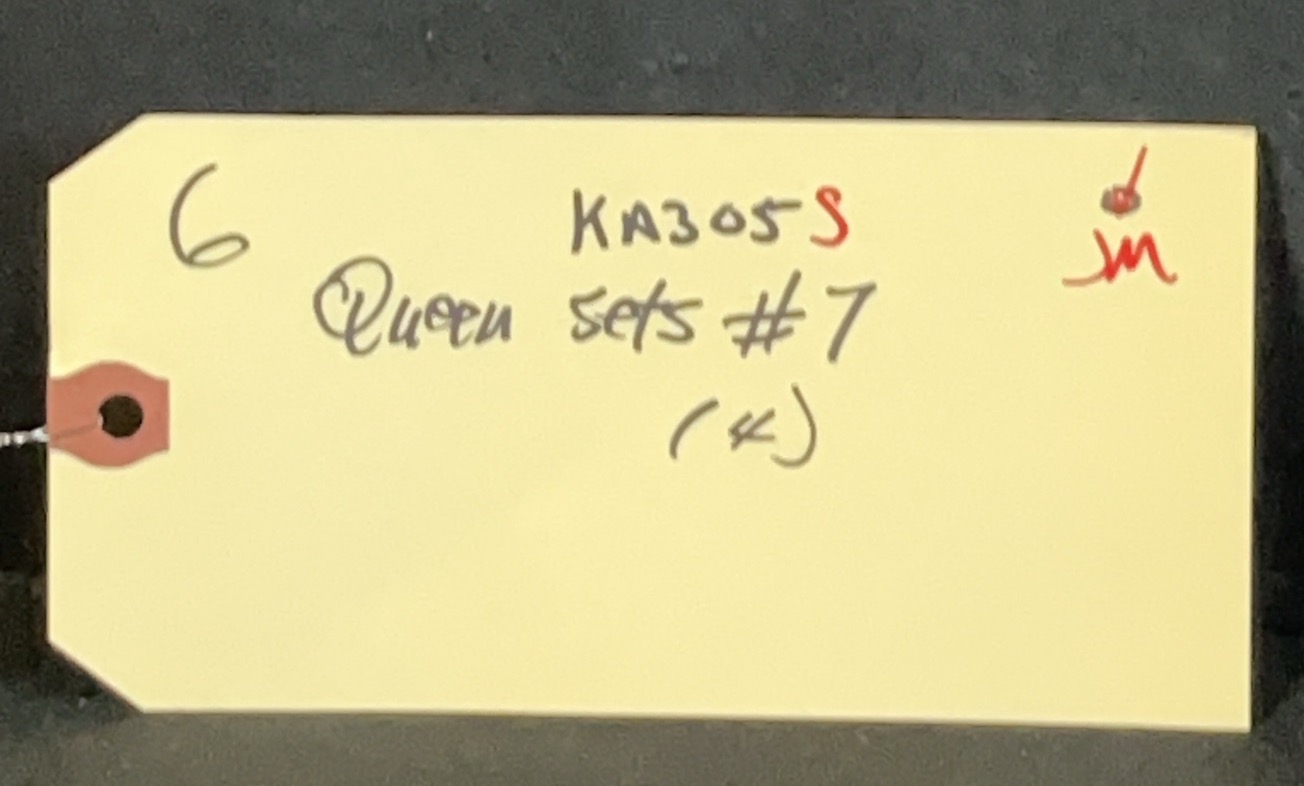 6
KA305S
Queen sets #7
(4)
m